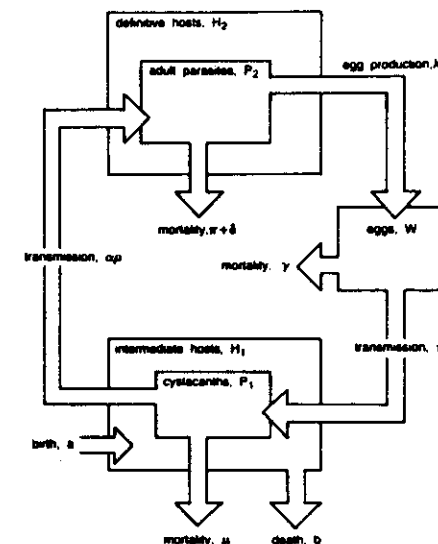 definitive hosts, H₂
adult parasites, P₂
egg production, λ
mortality, π+δ
eggs, W
mortality, γ
transmission, αρ
transmission,
intermediate hosts, H₁
cystacanths, P₁
birth, a
mortality, μ
death, b